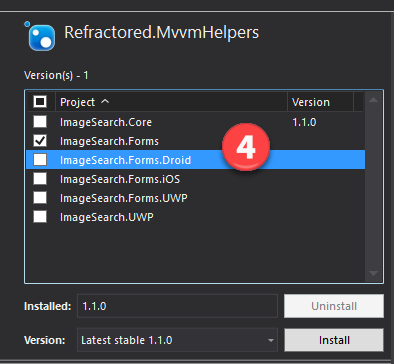 Refractored.MvvmHelpers
Version(s) - 1
Project Version
ImageSearch.Core 1.1.0
ImageSearch.Forms
ImageSearch.Forms.Droid
4
ImageSearch.Forms.iOS
ImageSearch.Forms.UWP
ImageSearch.UWP
Installed: 1.1.0 Uninstall
Version: Latest stable 1.1.0 Install